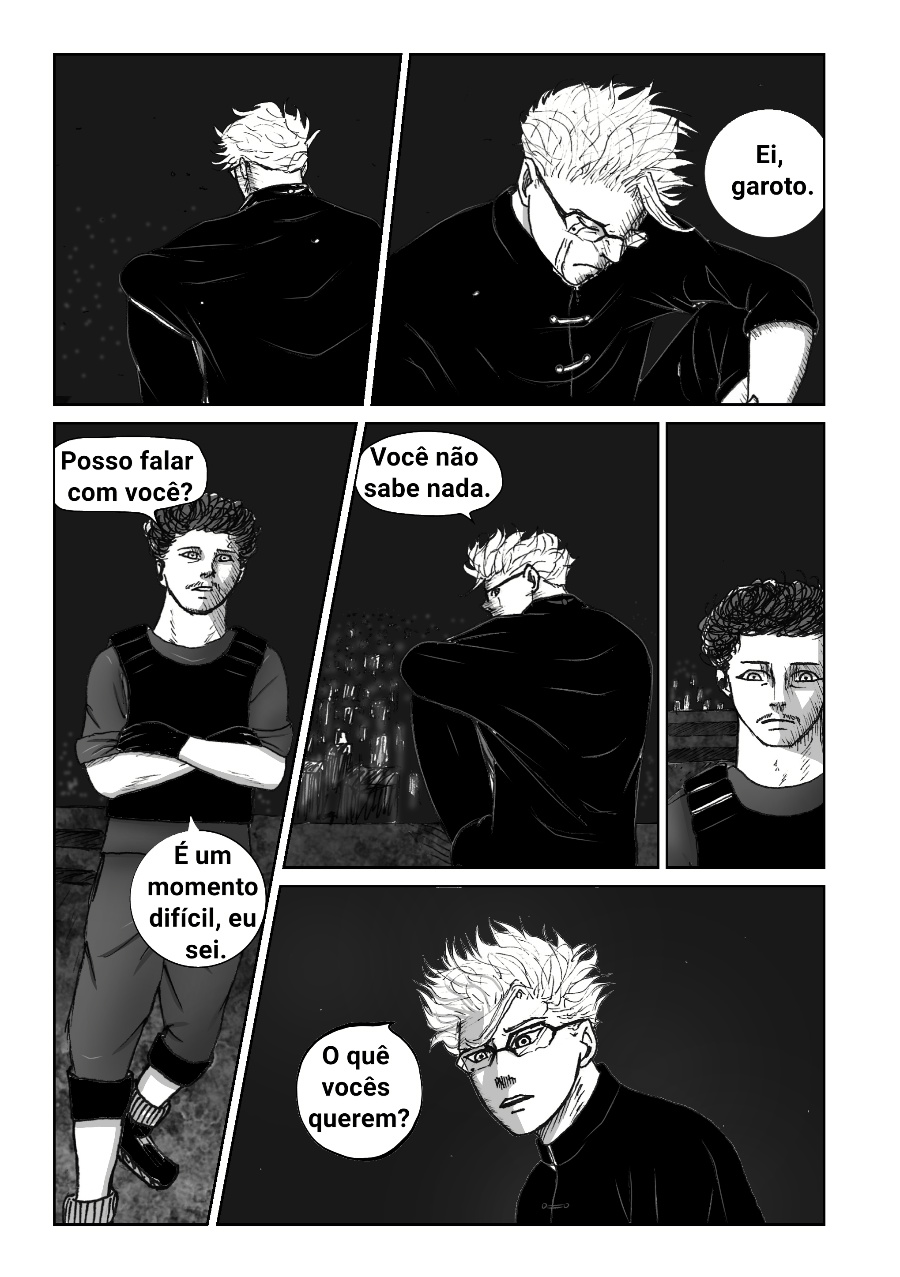 Ei,
garoto.
Posso falar
com você?
É um
momento
difícil, eu
sei.
Você não
sabe nada.
O quê
vocês
querem?